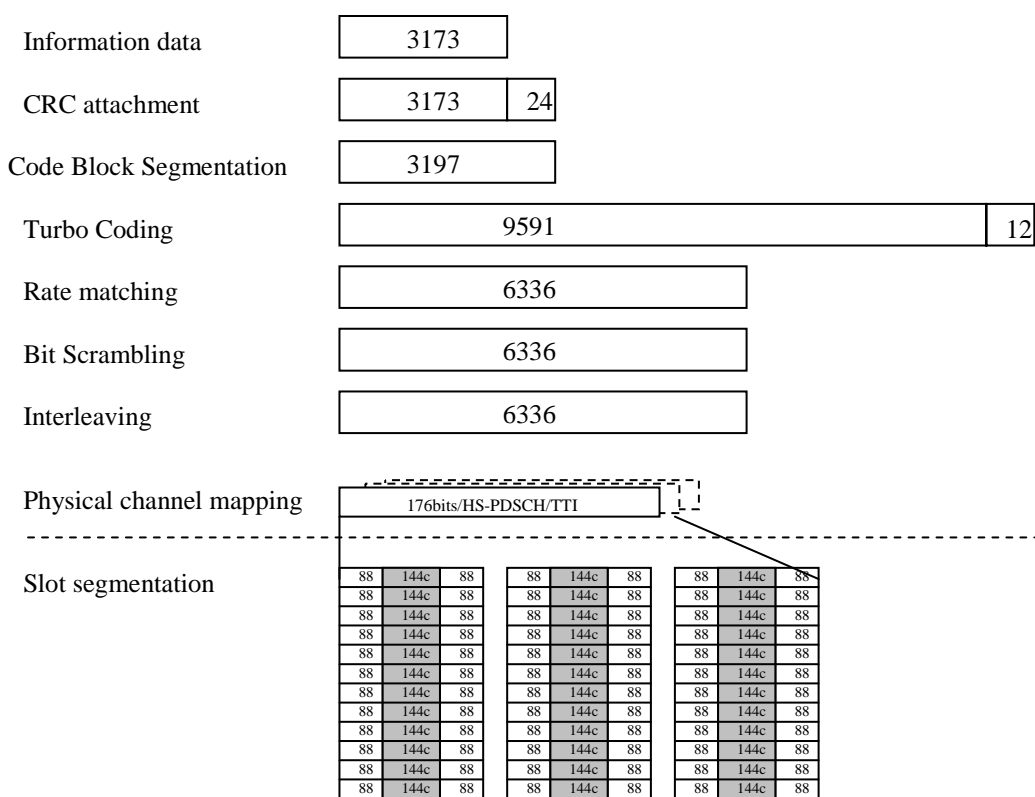 Information data 3173
CRC attachment 3173 24
Code Block Segmentation 3197
Turbo Coding 9591 12
Rate matching 6336
Bit Scrambling 6336
Interleaving 6336
Physical channel mapping 176bits/HS-PDSCH/TTI
Slot segmentation
88 144c 88 88 144c 88 88 144c 88
88 144c 88 88 144c 88 88 144c 88
88 144c 88 88 144c 88 88 144c 88
88 144c 88 88 144c 88 88 144c 88
88 144c 88 88 144c 88 88 144c 88
88 144c 88 88 144c 88 88 144c 88
88 144c 88 88 144c 88 88 144c 88
88 144c 88 88 144c 88 88 144c 88
88 144c 88 88 144c 88 88 144c 88
88 144c 88 88 144c 88 88 144c 88
88 144c 88 88 144c 88 88 144c 88
88 144c 88 88 144c 88 88 144c 88